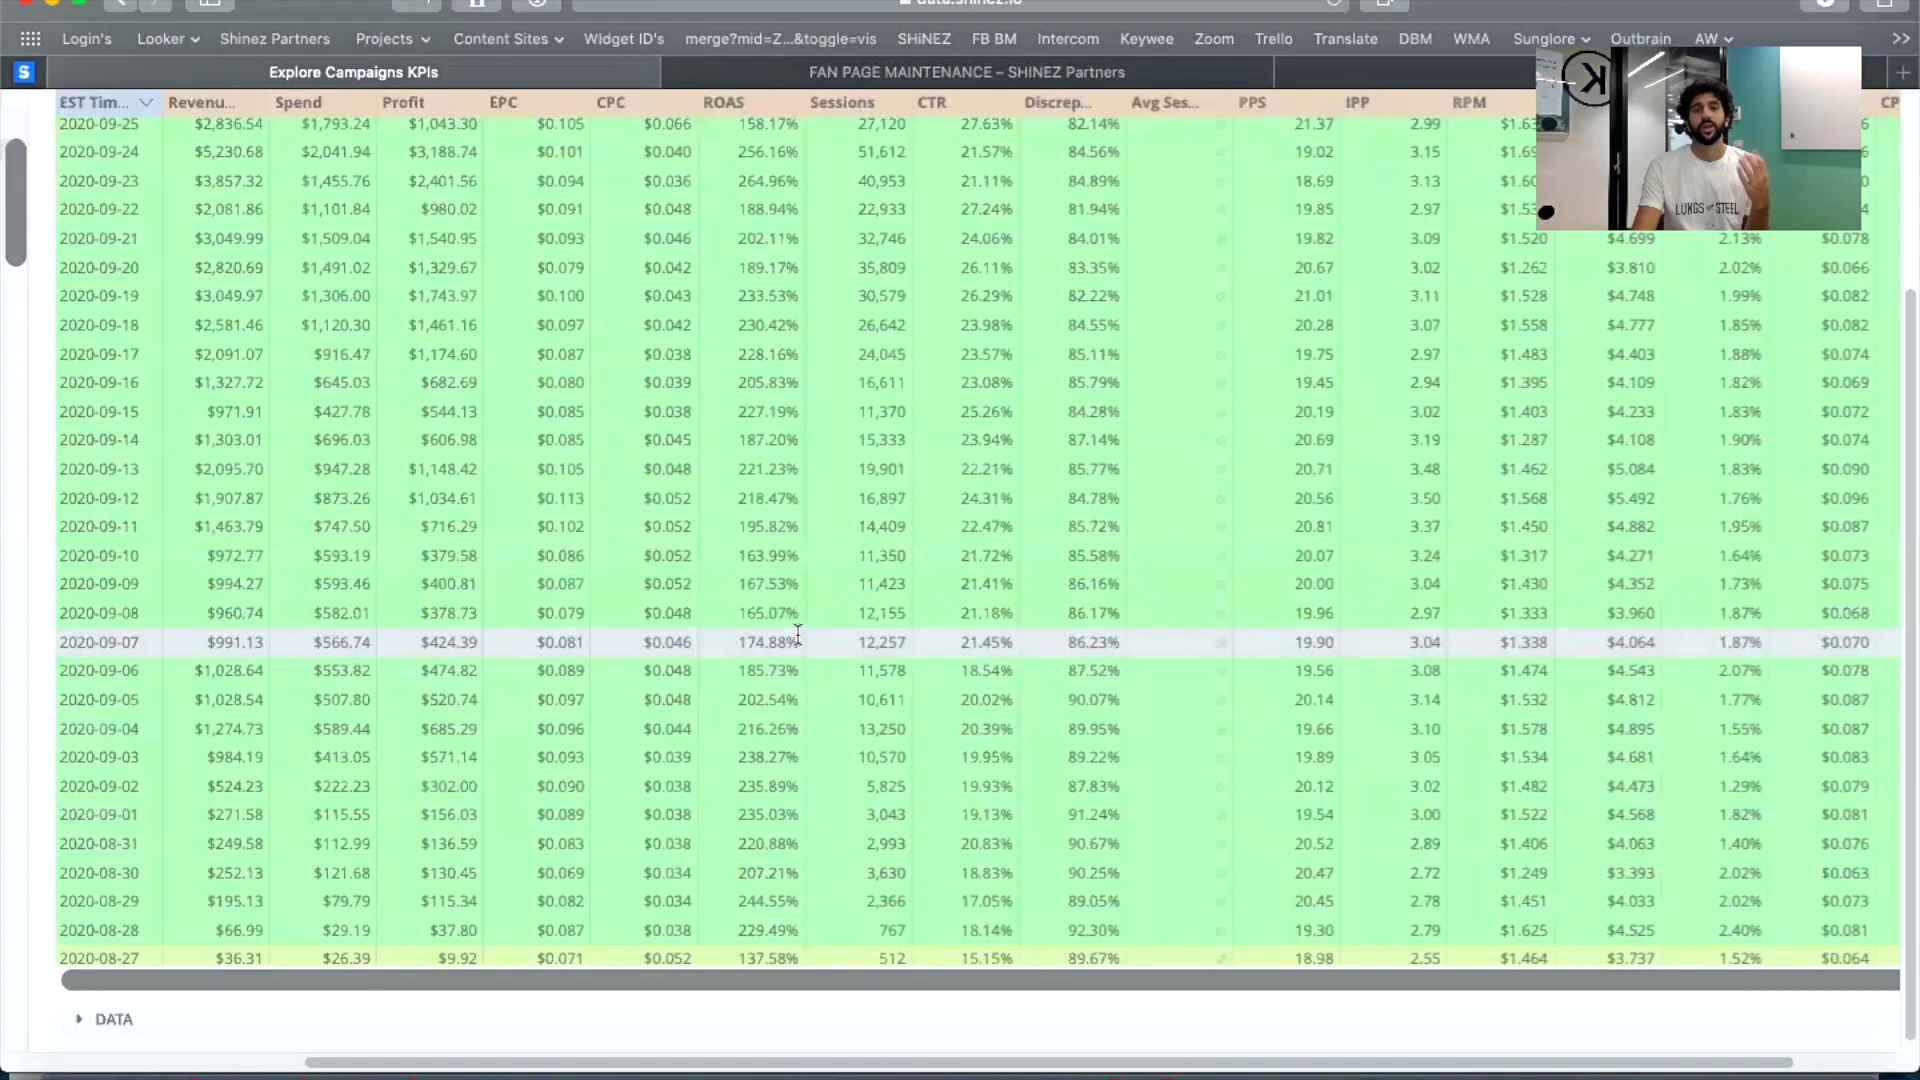 data.shinez.io
Login's Looker Shinez Partners Projects Content Sites WIdget ID's merge?mid=Z...&toggle=vis SHiNEZ FB BM Intercom Keywee Zoom Trello Translate DBM WMA Sunglore Outbrain AW
S Explore Campaigns KPIs FAN PAGE MAINTENANCE – SHINEZ Partners
EST Tim... Revenu... Spend Profit EPC CPC ROAS Sessions CTR Discrep... Avg Ses... PPS IPP RPM CP
2020-09-25 $2,836.54 $1,793.24 $1,043.30 $0.105 $0.066 158.17% 27,120 27.63% 82.14% 21.37 2.99
2020-09-24 $5,230.68 $2,041.94 $3,188.74 $0.101 $0.040 256.16% 51,612 21.57% 84.56% 19.02 3.15
2020-09-23 $3,857.32 $1,455.76 $2,401.56 $0.094 $0.036 264.96% 40,953 21.11% 84.89% 18.69 3.13
2020-09-22 $2,081.86 $1,101.84 $980.02 $0.091 $0.048 188.94% 22,933 27.24% 81.94% 19.85 2.97
LUNGS OF STEEL
2020-09-21 $3,049.99 $1,509.04 $1,540.95 $0.093 $0.046 202.11% 32,746 24.06% 84.01% 19.82 3.09 $1.520 $4.699 2.13% $0.078
2020-09-20 $2,820.69 $1,491.02 $1,329.67 $0.079 $0.042 189.17% 35,809 26.11% 83.35% 20.67 3.02 $1.262 $3.810 2.02% $0.066
2020-09-19 $3,049.97 $1,306.00 $1,743.97 $0.100 $0.043 233.53% 30,579 26.29% 82.22% 21.01 3.11 $1.528 $4.748 1.99% $0.082
2020-09-18 $2,581.46 $1,120.30 $1,461.16 $0.097 $0.042 230.42% 26,642 23.98% 84.55% 20.28 3.07 $1.558 $4.777 1.85% $0.082
2020-09-17 $2,091.07 $916.47 $1,174.60 $0.087 $0.038 228.16% 24,045 23.57% 85.11% 19.75 2.97 $1.483 $4.403 1.88% $0.074
2020-09-16 $1,327.72 $645.03 $682.69 $0.080 $0.039 205.83% 16,611 23.08% 85.79% 19.45 2.94 $1.395 $4.109 1.82% $0.069
2020-09-15 $971.91 $427.78 $544.13 $0.085 $0.038 227.19% 11,370 25.26% 84.28% 20.19 3.02 $1.403 $4.233 1.83% $0.072
2020-09-14 $1,303.01 $696.03 $606.98 $0.085 $0.045 187.20% 15,333 23.94% 87.14% 20.69 3.19 $1.287 $4.108 1.90% $0.074
2020-09-13 $2,095.70 $947.28 $1,148.42 $0.105 $0.048 221.23% 19,901 22.21% 85.77% 20.71 3.48 $1.462 $5.084 1.83% $0.090
2020-09-12 $1,907.87 $873.26 $1,034.61 $0.113 $0.052 218.47% 16,897 24.31% 84.78% 20.56 3.50 $1.568 $5.492 1.76% $0.096
2020-09-11 $1,463.79 $747.50 $716.29 $0.102 $0.052 195.82% 14,409 22.47% 85.72% 20.81 3.37 $1.450 $4.882 1.95% $0.087
2020-09-10 $972.77 $593.19 $379.58 $0.086 $0.052 163.99% 11,350 21.72% 85.58% 20.07 3.24 $1.317 $4.271 1.64% $0.073
2020-09-09 $994.27 $593.46 $400.81 $0.087 $0.052 167.53% 11,423 21.41% 86.16% 20.00 3.04 $1.430 $4.352 1.73% $0.075
2020-09-08 $960.74 $582.01 $378.73 $0.079 $0.048 165.07% 12,155 21.18% 86.17% 19.96 2.97 $1.333 $3.960 1.87% $0.068
2020-09-07 $991.13 $566.74 $424.39 $0.081 $0.046 174.88% 12,257 21.45% 86.23% 19.90 3.04 $1.338 $4.064 1.87% $0.070
2020-09-06 $1,028.64 $553.82 $474.82 $0.089 $0.048 185.73% 11,578 18.54% 87.52% 19.56 3.08 $1.474 $4.543 2.07% $0.078
2020-09-05 $1,028.54 $507.80 $520.74 $0.097 $0.048 202.54% 10,611 20.02% 90.07% 20.14 3.14 $1.532 $4.812 1.77% $0.087
2020-09-04 $1,274.73 $589.44 $685.29 $0.096 $0.044 216.26% 13,250 20.39% 89.95% 19.66 3.10 $1.578 $4.895 1.55% $0.087
2020-09-03 $984.19 $413.05 $571.14 $0.093 $0.039 238.27% 10,570 19.95% 89.22% 19.89 3.05 $1.534 $4.681 1.64% $0.083
2020-09-02 $524.23 $222.23 $302.00 $0.090 $0.038 235.89% 5,825 19.93% 87.83% 20.12 3.02 $1.482 $4.473 1.29% $0.079
2020-09-01 $271.58 $115.55 $156.03 $0.089 $0.038 235.03% 3,043 19.13% 91.24% 19.54 3.00 $1.522 $4.568 1.82% $0.081
2020-08-31 $249.58 $112.99 $136.59 $0.083 $0.038 220.88% 2,993 20.83% 90.67% 20.52 2.89 $1.406 $4.063 1.40% $0.076
2020-08-30 $252.13 $121.68 $130.45 $0.069 $0.034 207.21% 3,630 18.83% 90.25% 20.47 2.72 $1.249 $3.393 2.02% $0.063
2020-08-29 $195.13 $79.79 $115.34 $0.082 $0.034 244.55% 2,366 17.05% 89.05% 20.45 2.78 $1.451 $4.033 2.02% $0.073
2020-08-28 $66.99 $29.19 $37.80 $0.087 $0.038 229.49% 767 18.14% 92.30% 19.30 2.79 $1.625 $4.525 2.40% $0.081
2020-08-27 $36.31 $26.39 $9.92 $0.071 $0.052 137.58% 512 15.15% 89.67% 18.98 2.55 $1.464 $3.737 1.52% $0.064
DATA